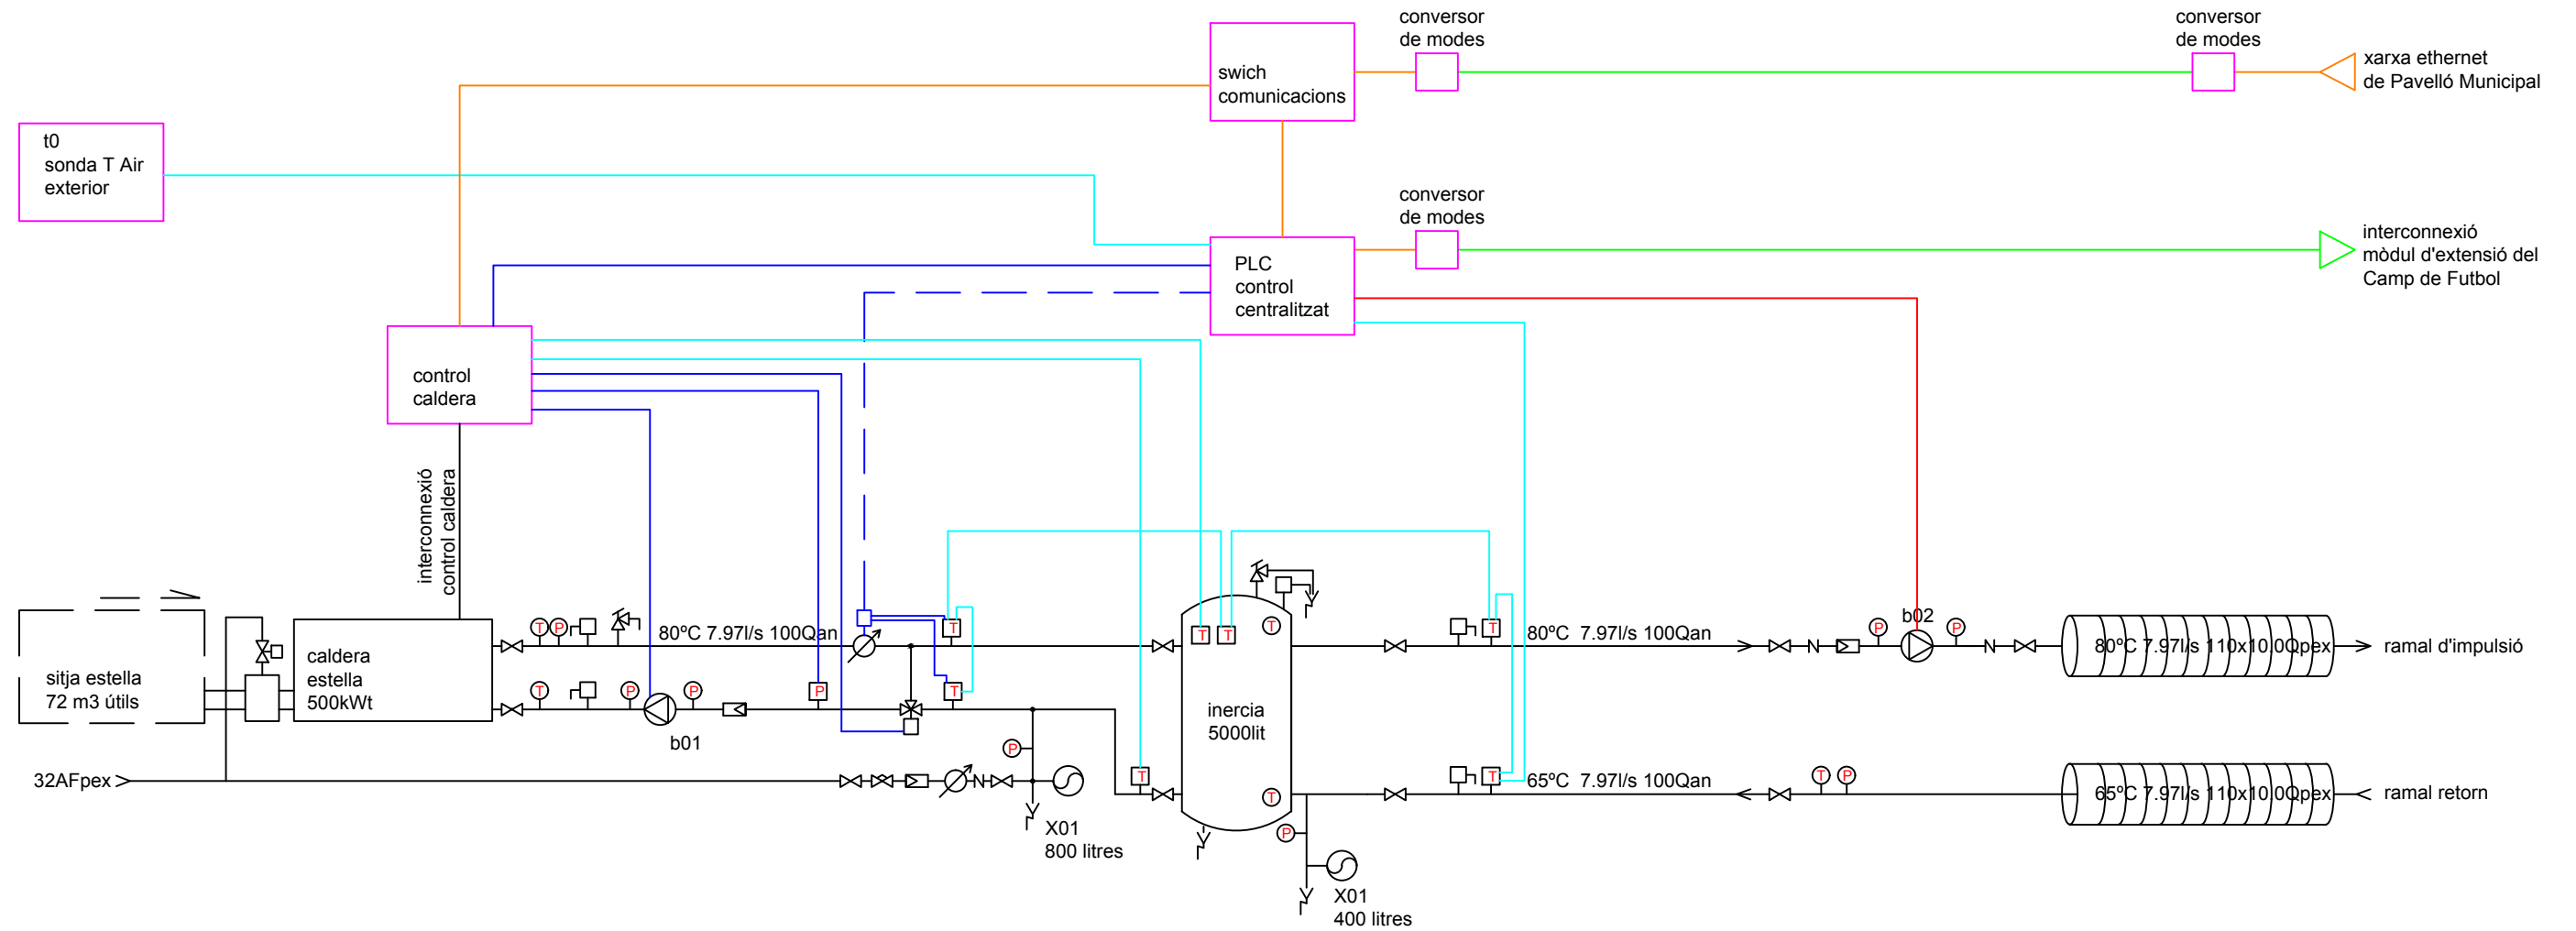 conversor
de modes
conversor
de modes
swich
comunicacions
xarxa ethernet
de Pavelló Municipal
t0
sonda T Air
exterior
conversor
de modes
PLC
control
centralitzat
interconnexió
mòdul d'extensió del
Camp de Futbol
control
caldera
interconnexió
control caldera
sitja estella
72 m3 útils
caldera
estella
500kWt
T
P
80ºC 7.97l/s 100Qan
T
T
T
T
T
80ºC 7.97l/s 100Qan
P
b02
P
80ºC 7.97l/s 110x10.0Qpex
ramal d'impulsió
T
P
P
b01
P
T
inercia
5000lit
32AFpex
P
X01
800 litres
T
T
T
65ºC 7.97l/s 100Qan
T
P
65ºC 7.97l/s 110x10.0Qpex
ramal retorn
P
X01
400 litres